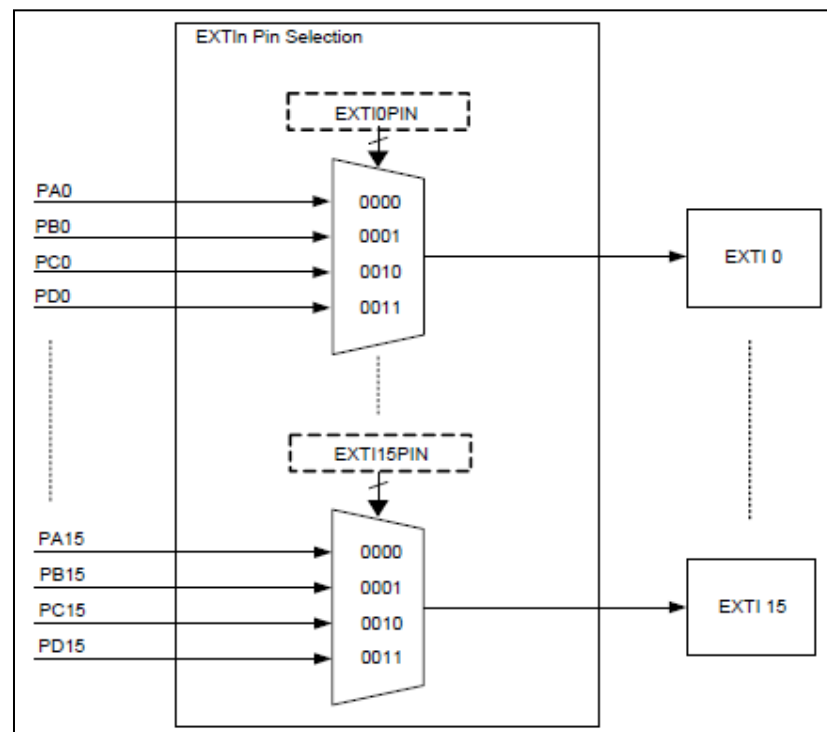 EXTIn Pin Selection
EXTI0PIN
PA0
PB0
PC0
PD0
0000
0001
0010
0011
EXTI 0
EXTI15PIN
PA15
PB15
PC15
PD15
0000
0001
0010
0011
EXTI 15